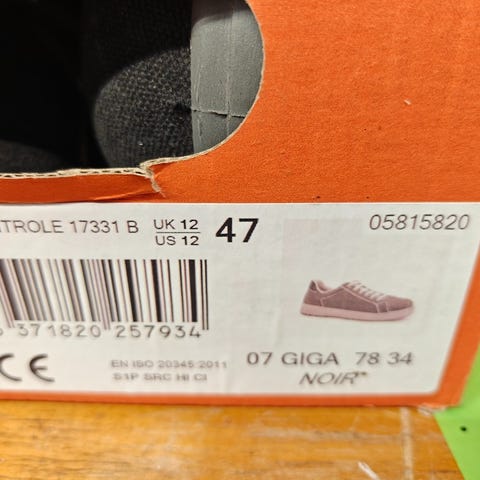 TROLE 17331 B UK 12 US 12 47 05815820
371820 257934
CE
EN ISO 20345:2011
S1P SRC HI CI
07 GIGA 78 34
NOIR**